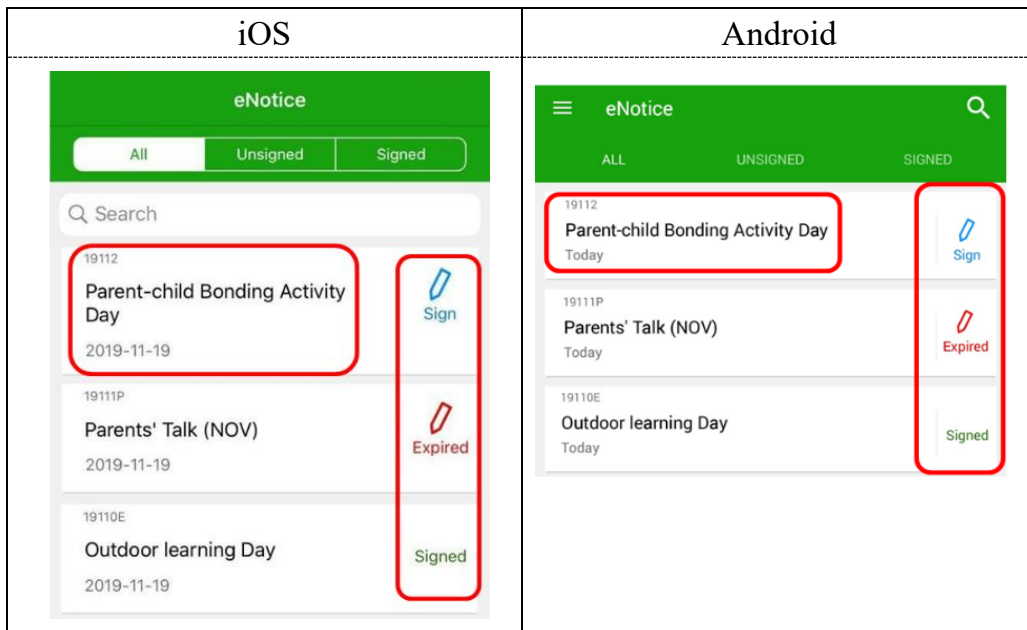 iOS
Android
eNotice
All
Unsigned
Signed
Search
19112
Parent-child Bonding Activity
Day
2019-11-19
Sign
19111P
Parents' Talk (NOV)
2019-11-19
Expired
19110E
Outdoor learning Day
2019-11-19
Signed
eNotice
ALL
UNSIGNED
SIGNED
19112
Parent-child Bonding Activity Day
Today
Sign
19111P
Parents' Talk (NOV)
Today
Expired
19110E
Outdoor learning Day
Today
Signed